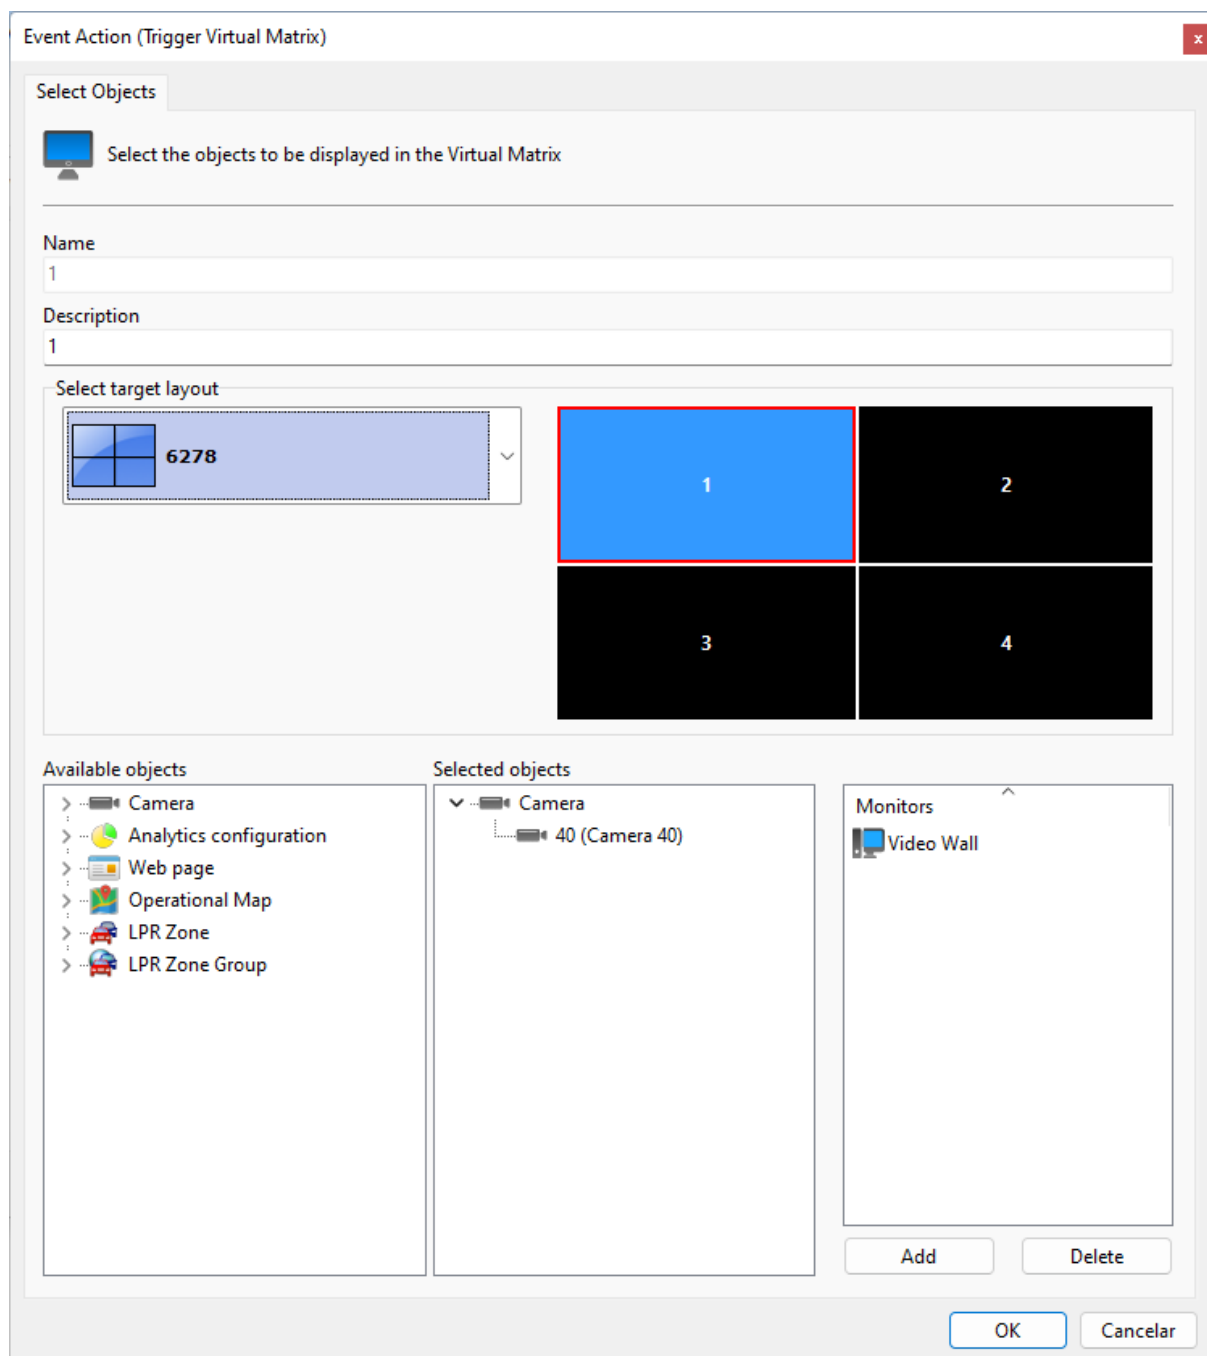 Event Action (Trigger Virtual Matrix)
x
Select Objects
Select the objects to be displayed in the Virtual Matrix
Name
1
Description
1
Select target layout
6278
1
2
3
4
Available objects
Camera
Analytics configuration
Web page
Operational Map
LPR Zone
LPR Zone Group
Selected objects
Camera
40 (Camera 40)
Monitors
Video Wall
Add
Delete
OK
Cancelar